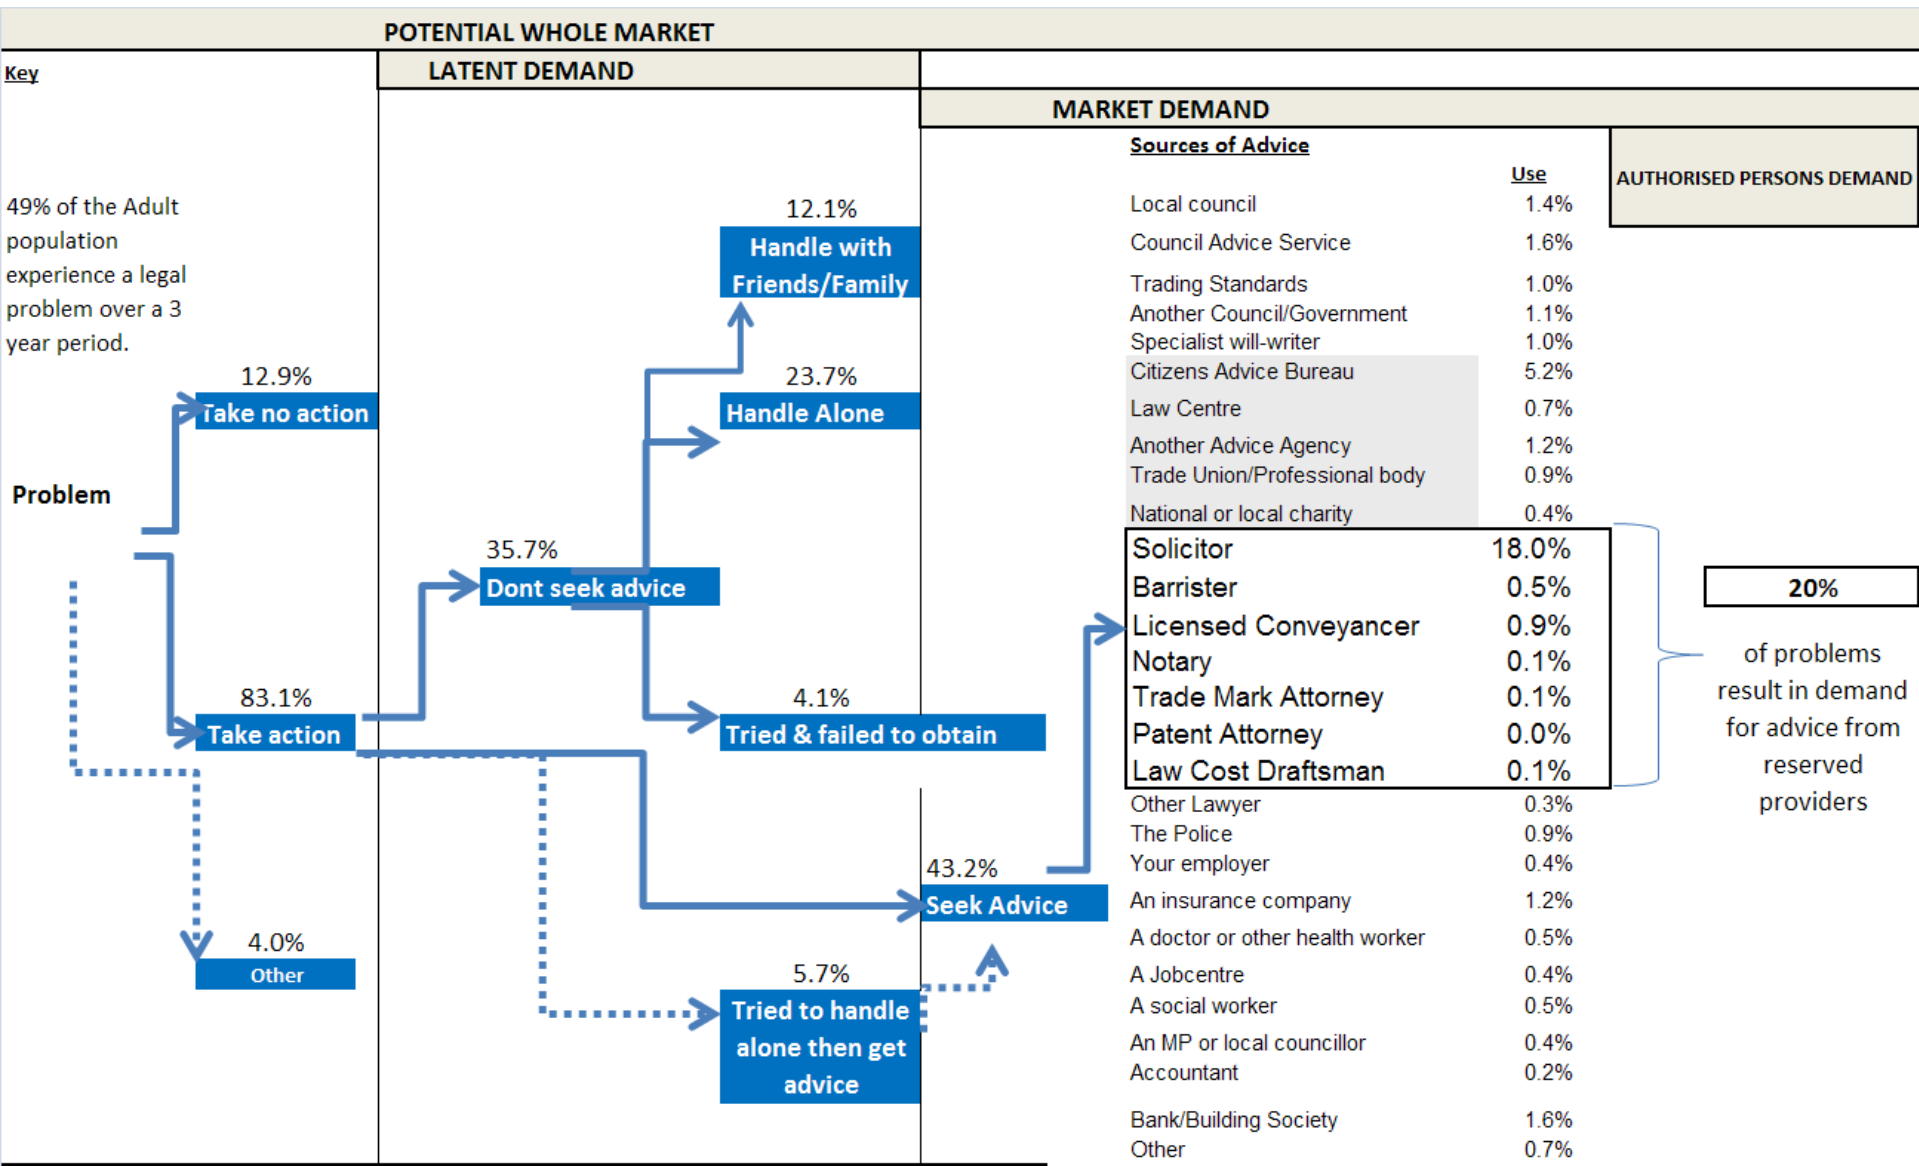 POTENTIAL WHOLE MARKET
Key
LATENT DEMAND
MARKET DEMAND
49% of the Adult
population
experience a legal
problem over a 3
year period.
12.9%
Take no action
Problem
83.1%
Take action
4.0%
Other
35.7%
Dont seek advice
12.1%
Handle with
Friends/Family
23.7%
Handle Alone
4.1%
Tried & failed to obtain
5.7%
Tried to handle
alone then get
advice
43.2%
Seek Advice
Sources of Advice
Use
Local council 1.4%
Council Advice Service 1.6%
Trading Standards 1.0%
Another Council/Government 1.1%
Specialist will-writer 1.0%
Citizens Advice Bureau 5.2%
Law Centre 0.7%
Another Advice Agency 1.2%
Trade Union/Professional body 0.9%
National or local charity 0.4%
Solicitor 18.0%
Barrister 0.5%
Licensed Conveyancer 0.9%
Notary 0.1%
Trade Mark Attorney 0.1%
Patent Attorney 0.0%
Law Cost Draftsman 0.1%
Other Lawyer 0.3%
The Police 0.9%
Your employer 0.4%
An insurance company 1.2%
A doctor or other health worker 0.5%
A Jobcentre 0.4%
A social worker 0.5%
An MP or local councillor 0.4%
Accountant 0.2%
Bank/Building Society 1.6%
Other 0.7%
AUTHORISED PERSONS DEMAND
20%
of problems
result in demand
for advice from
reserved
providers